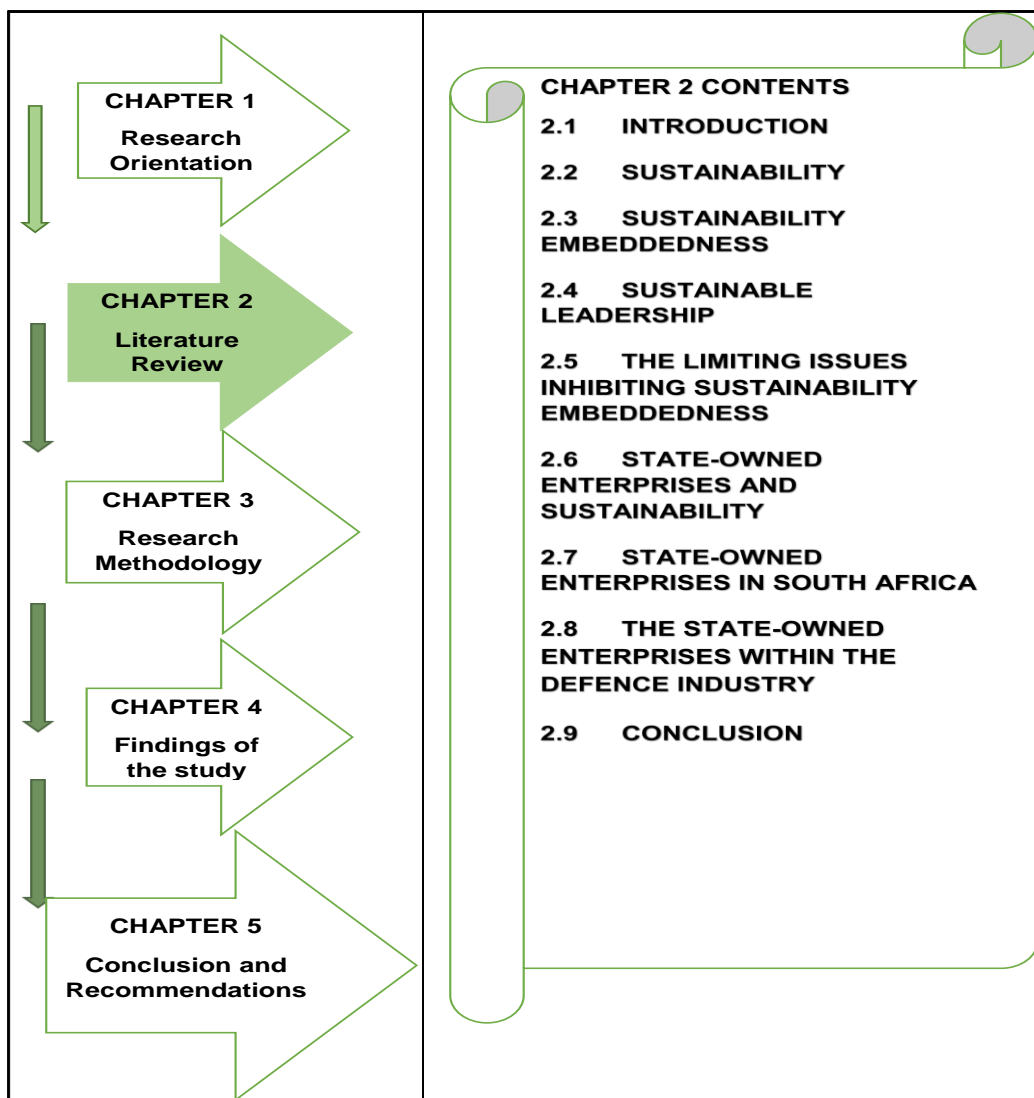 CHAPTER 1
Research
Orientation
CHAPTER 2
Literature
Review
CHAPTER 3
Research
Methodology
CHAPTER 4
Findings of
the study
CHAPTER 5
Conclusion and
Recommendations
CHAPTER 2 CONTENTS
2.1 INTRODUCTION
2.2 SUSTAINABILITY
2.3 SUSTAINABILITY
EMBEDDEDNESS
2.4 SUSTAINABLE
LEADERSHIP
2.5 THE LIMITING ISSUES
INHIBITING SUSTAINABILITY
EMBEDDEDNESS
2.6 STATE-OWNED
ENTERPRISES AND
SUSTAINABILITY
2.7 STATE-OWNED
ENTERPRISES IN SOUTH AFRICA
2.8 THE STATE-OWNED
ENTERPRISES WITHIN THE
DEFENCE INDUSTRY
2.9 CONCLUSION